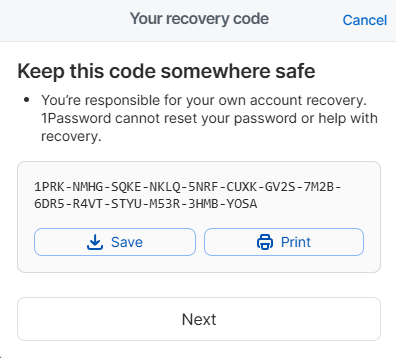 Your recovery code
Cancel
Keep this code somewhere safe
• You’re responsible for your own account recovery.
1Password cannot reset your password or help with
recovery.
1PRK-NMHG-SQKE-NKLQ-5NRF-CUXK-GV2S-7M2B-
6DR5-R4VT-STYU-M53R-3HMB-YOSA
Save
Print
Next